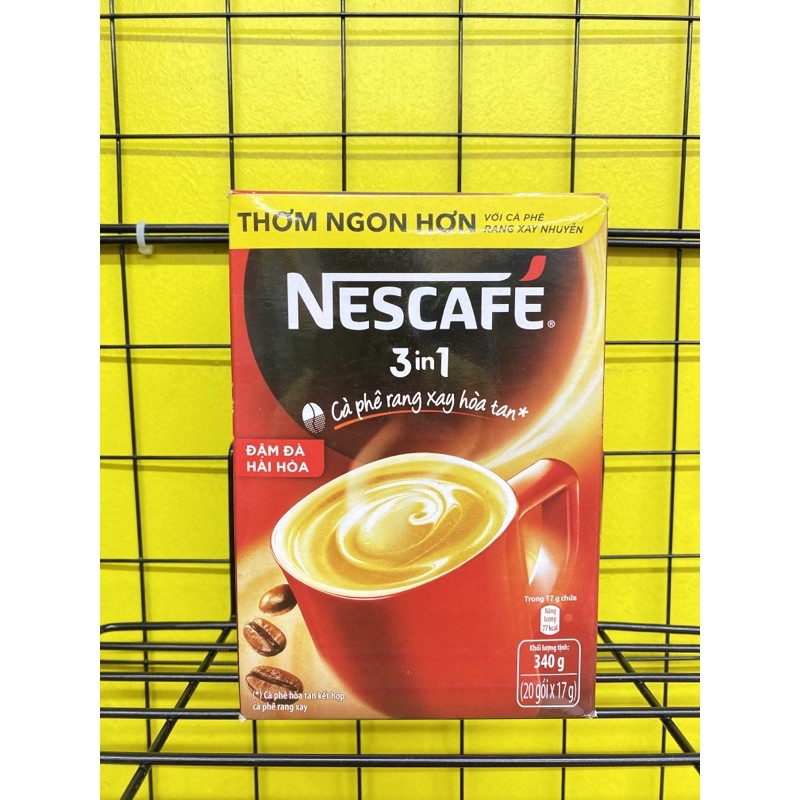 THƠM NGON HƠN VỚI CÀ PHÊ
RANG XAY NHUYỄN
NESCAFÉ®
3in1
Cà phê rang xay hòa tan*
ĐẬM ĐÀ
HÀI HÒA
Trong 17 g chứa
Năng
lượng
77 kcal
Khối lượng tịnh:
340 g
(20 gói x 17 g)
(*) Cà phê hòa tan kết hợp
cà phê rang xay